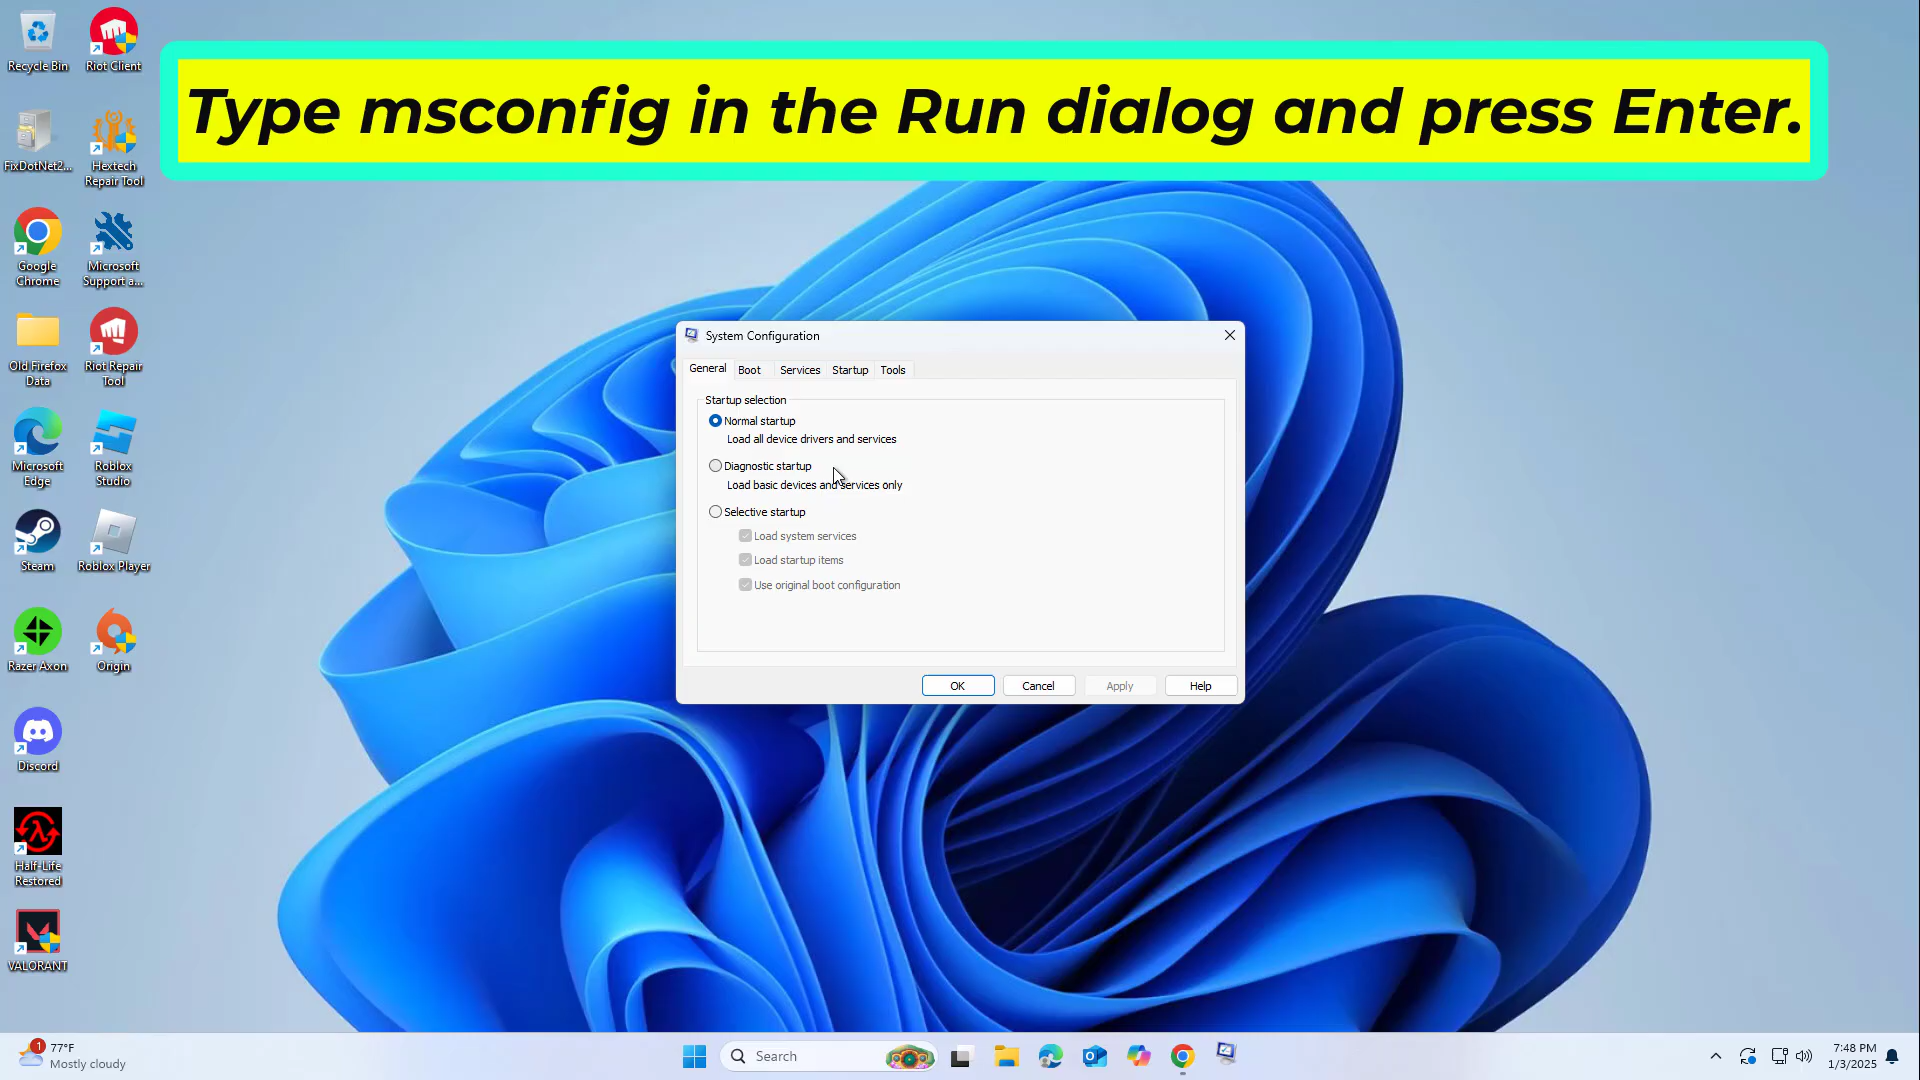 Type msconfig in the Run dialog and press Enter.
Recycle Bin
Riot Client
FixDotNet2...
Hextech
Repair Tool
Google
Chrome
Microsoft
Support a...
Old Firefox
Data
Riot Repair
Tool
Microsoft
Edge
Roblox
Studio
Steam
Roblox Player
Razer Axon
Origin
Discord
Half-Life
Restored
VALORANT
System Configuration
General
Boot
Services
Startup
Tools
Startup selection
Normal startup
Load all device drivers and services
Diagnostic startup
Load basic devices and services only
Selective startup
Load system services
Load startup items
Use original boot configuration
OK
Cancel
Apply
Help
1
77°F
Mostly cloudy
Search
7:48 PM
1/3/2025